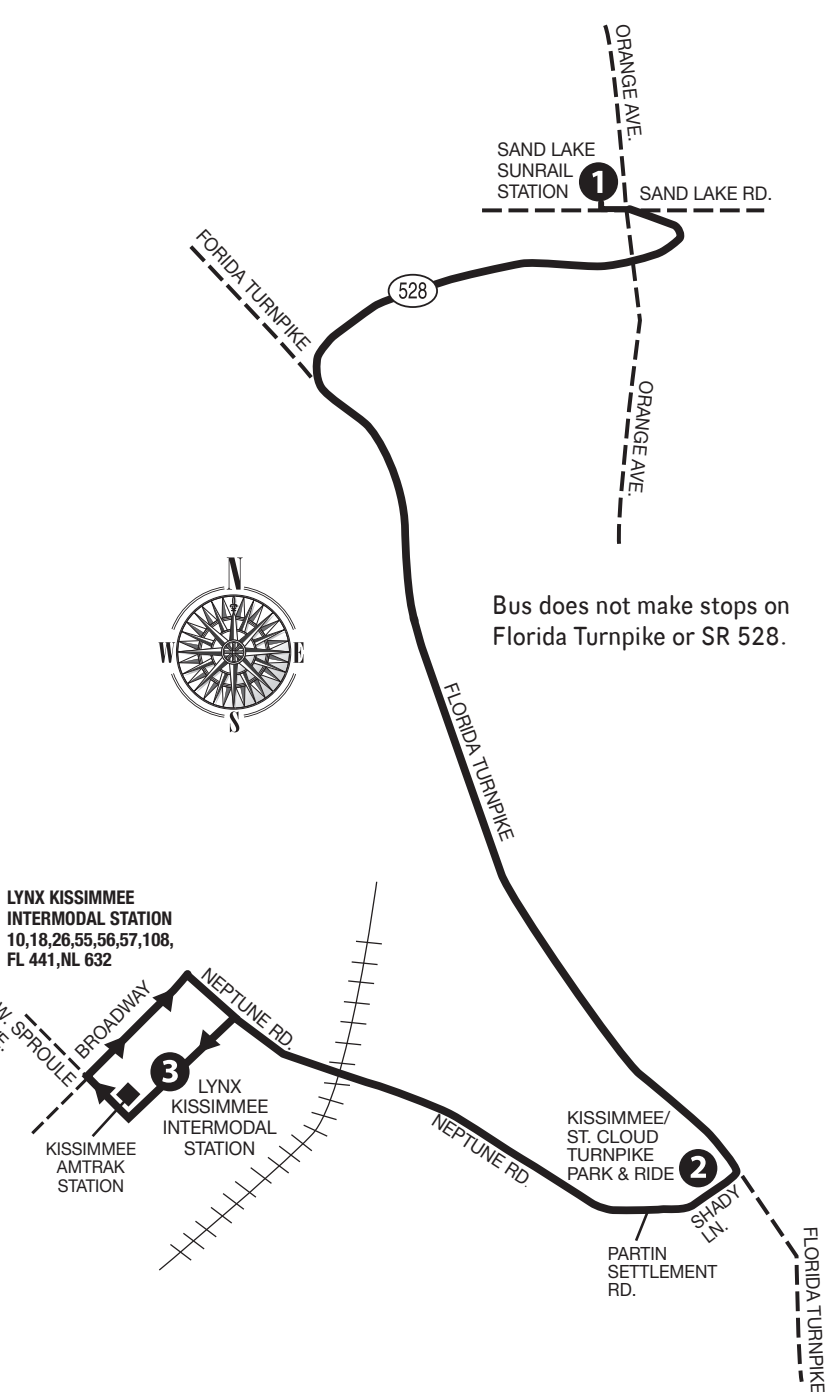 ORANGE AVE.
SAND LAKE
SUNRAIL
STATION
1
SAND LAKE RD.
FORIDA TURNPIKE
528
ORANGE AVE.
N
W
E
S
Bus does not make stops on
Florida Turnpike or SR 528.
FLORIDA TURNPIKE
LYNX KISSIMMEE
INTERMODAL STATION
10,18,26,55,56,57,108,
FL 441,NL 632
W. SPROULE
E.
BROADWAY
NEPTUNE RD.
3
LYNX
KISSIMMEE
INTERMODAL
STATION
KISSIMMEE
AMTRAK
STATION
NEPTUNE RD.
KISSIMMEE/
ST. CLOUD
TURNPIKE
PARK & RIDE
2
SHADY
LN.
PARTIN
SETTLEMENT
RD.
FLORIDA TURNPIKE